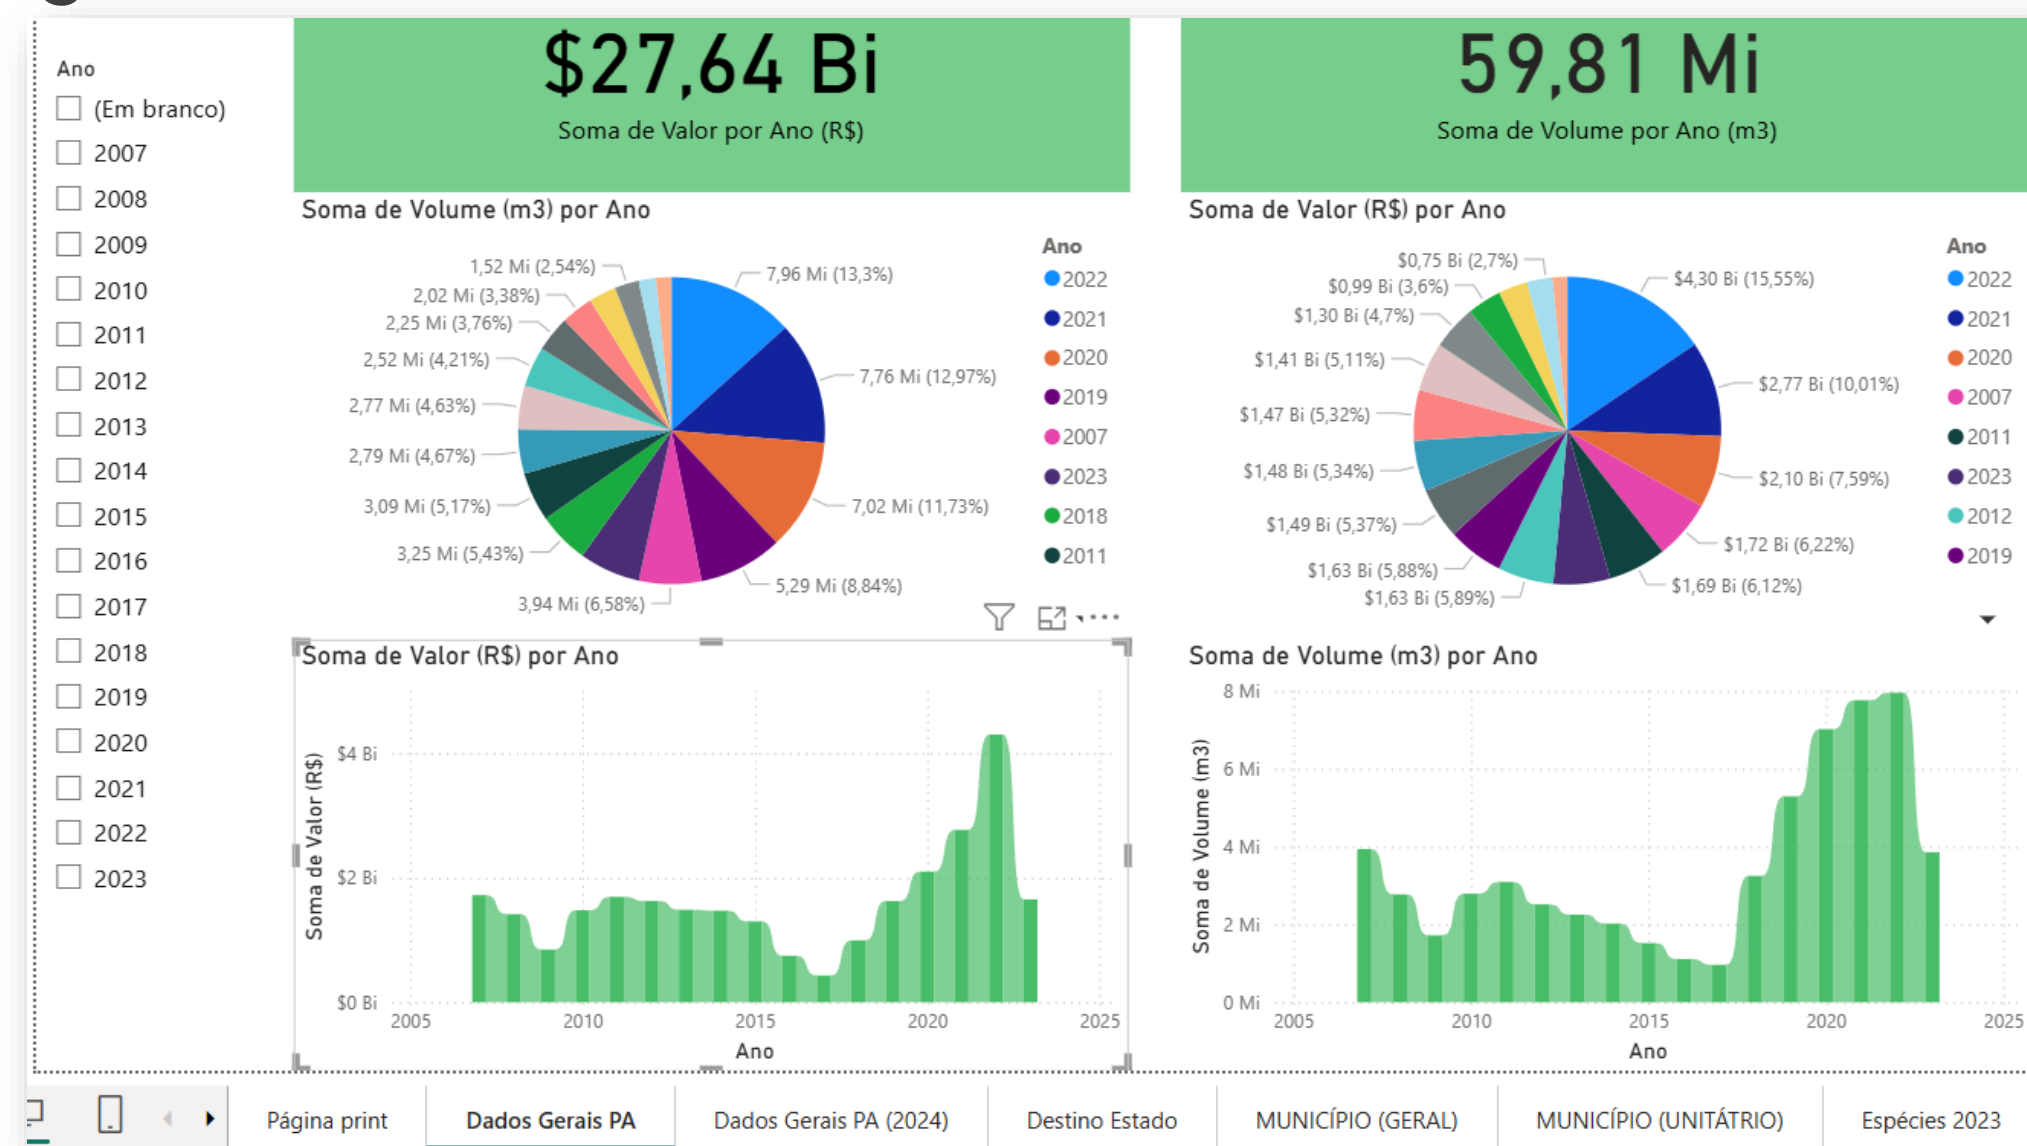 Ano
(Em branco)
2007
2008
2009
2010
2011
2012
2013
2014
2015
2016
2017
2018
2019
2020
2021
2022
2023
$27,64 Bi
Soma de Valor por Ano (R$)
59,81 Mi
Soma de Volume por Ano (m3)
Soma de Volume (m3) por Ano
1,52 Mi (2,54%)
2,02 Mi (3,38%)
2,25 Mi (3,76%)
2,52 Mi (4,21%)
2,77 Mi (4,63%)
2,79 Mi (4,67%)
3,09 Mi (5,17%)
3,25 Mi (5,43%)
3,94 Mi (6,58%)
7,96 Mi (13,3%)
7,76 Mi (12,97%)
7,02 Mi (11,73%)
5,29 Mi (8,84%)
Ano
2022
2021
2020
2019
2007
2023
2018
2011
Soma de Valor (R$) por Ano
$0,75 Bi (2,7%)
$0,99 Bi (3,6%)
$1,30 Bi (4,7%)
$1,41 Bi (5,11%)
$1,47 Bi (5,32%)
$1,48 Bi (5,34%)
$1,49 Bi (5,37%)
$1,63 Bi (5,88%)
$1,63 Bi (5,89%)
$4,30 Bi (15,55%)
$2,77 Bi (10,01%)
$2,10 Bi (7,59%)
$1,72 Bi (6,22%)
$1,69 Bi (6,12%)
Ano
2022
2021
2020
2007
2011
2023
2012
2019
Soma de Valor (R$) por Ano
Soma de Valor (R$)
$4 Bi
$2 Bi
$0 Bi
2005
2010
2015
2020
2025
Ano
Soma de Volume (m3) por Ano
Soma de Volume (m3)
8 Mi
6 Mi
4 Mi
2 Mi
0 Mi
2005
2010
2015
2020
2025
Ano
Página print
Dados Gerais PA
Dados Gerais PA (2024)
Destino Estado
MUNICÍPIO (GERAL)
MUNICÍPIO (UNITÁTRIO)
Espécies 2023